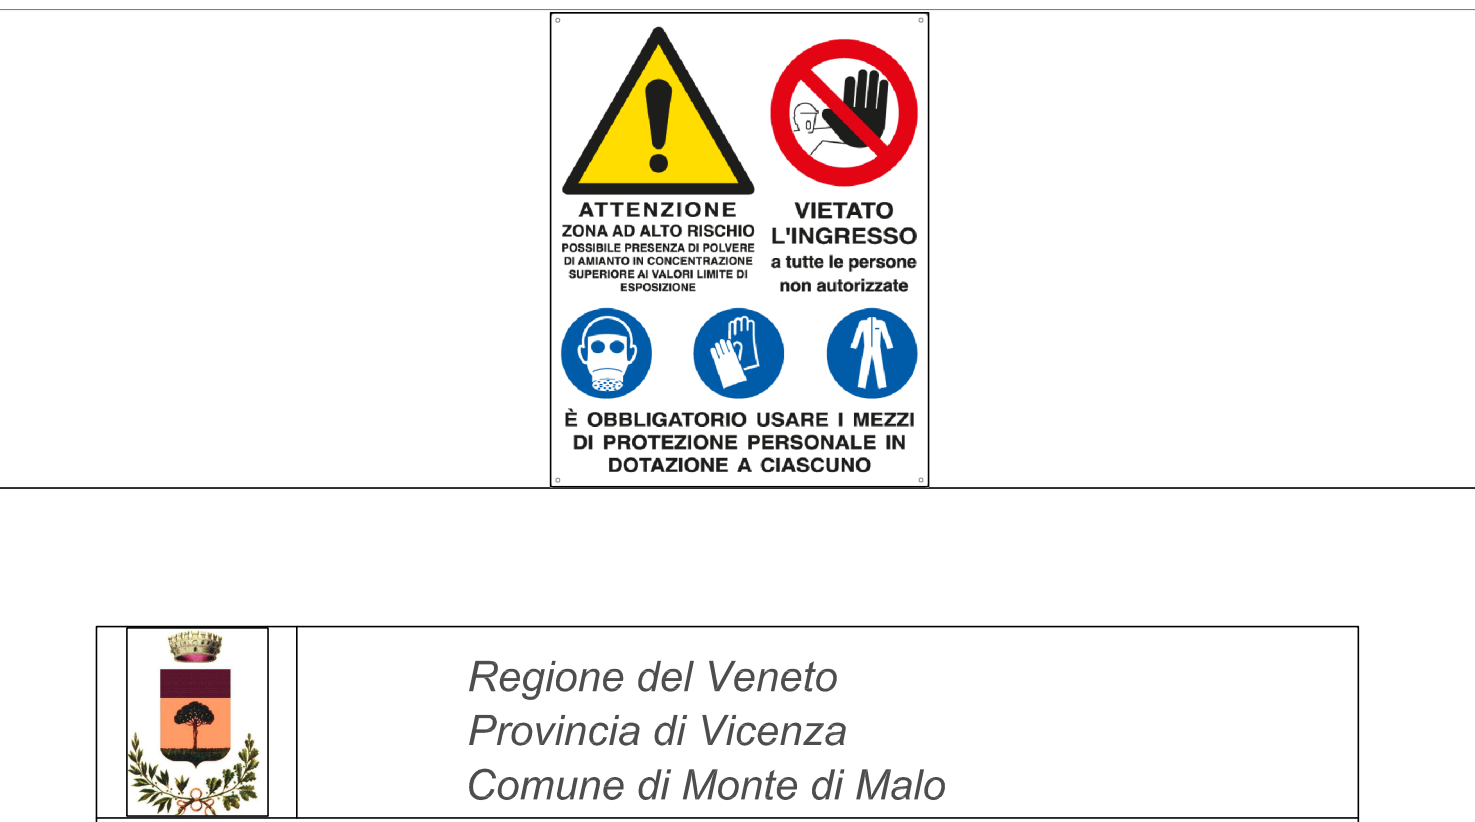 ATTENZIONE
ZONA AD ALTO RISCHIO
POSSIBILE PRESENZA DI POLVERE
DI AMIANTO IN CONCENTRAZIONE
SUPERIORE AI VALORI LIMITE DI
ESPOSIZIONE
VIETATO
L'INGRESSO
a tutte le persone
non autorizzate
È OBBLIGATORIO USARE I MEZZI
DI PROTEZIONE PERSONALE IN
DOTAZIONE A CIASCUNO
Regione del Veneto
Provincia di Vicenza
Comune di Monte di Malo